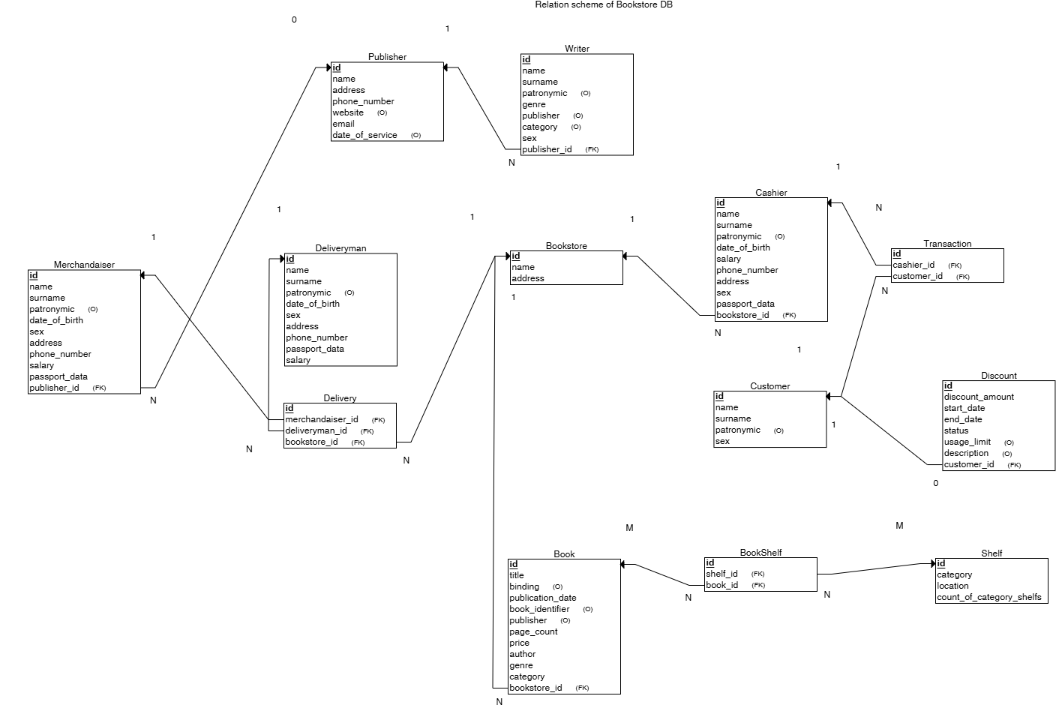 Relation scheme of Bookstore DB
0
1
Publisher
id
name
address
phone_number
website (O)
email
date_of_service (O)
Writer
id
name
surname
patronymic (O)
genre
publisher (O)
category (O)
sex
publisher_id (FK)
N
1
Cashier
id
name
surname
patronymic (O)
date_of_birth
salary
phone_number
address
sex
passport_data
bookstore_id (FK)
N
N
Transaction
id
cashier_id (FK)
customer_id (FK)
N
1
Merchandaiser
id
name
surname
patronymic (O)
date_of_birth
sex
address
phone_number
salary
passport_data
publisher_id (FK)
N
1
Deliveryman
id
name
surname
patronymic (O)
date_of_birth
sex
address
phone_number
passport_data
salary
1
Bookstore
id
name
address
1
1
Delivery
id
merchandaiser_id (FK)
deliveryman_id (FK)
bookstore_id (FK)
N
N
1
Customer
id
name
surname
patronymic (O)
sex
1
Discount
id
discount_amount
start_date
end_date
status
usage_limit (O)
description (O)
customer_id (FK)
0
M
M
Book
id
title
binding (O)
publication_date
book_identifier (O)
publisher (O)
page_count
price
author
genre
category
bookstore_id (FK)
N
BookShelf
id
shelf_id (FK)
book_id (FK)
N
N
Shelf
id
category
location
count_of_category_shelfs